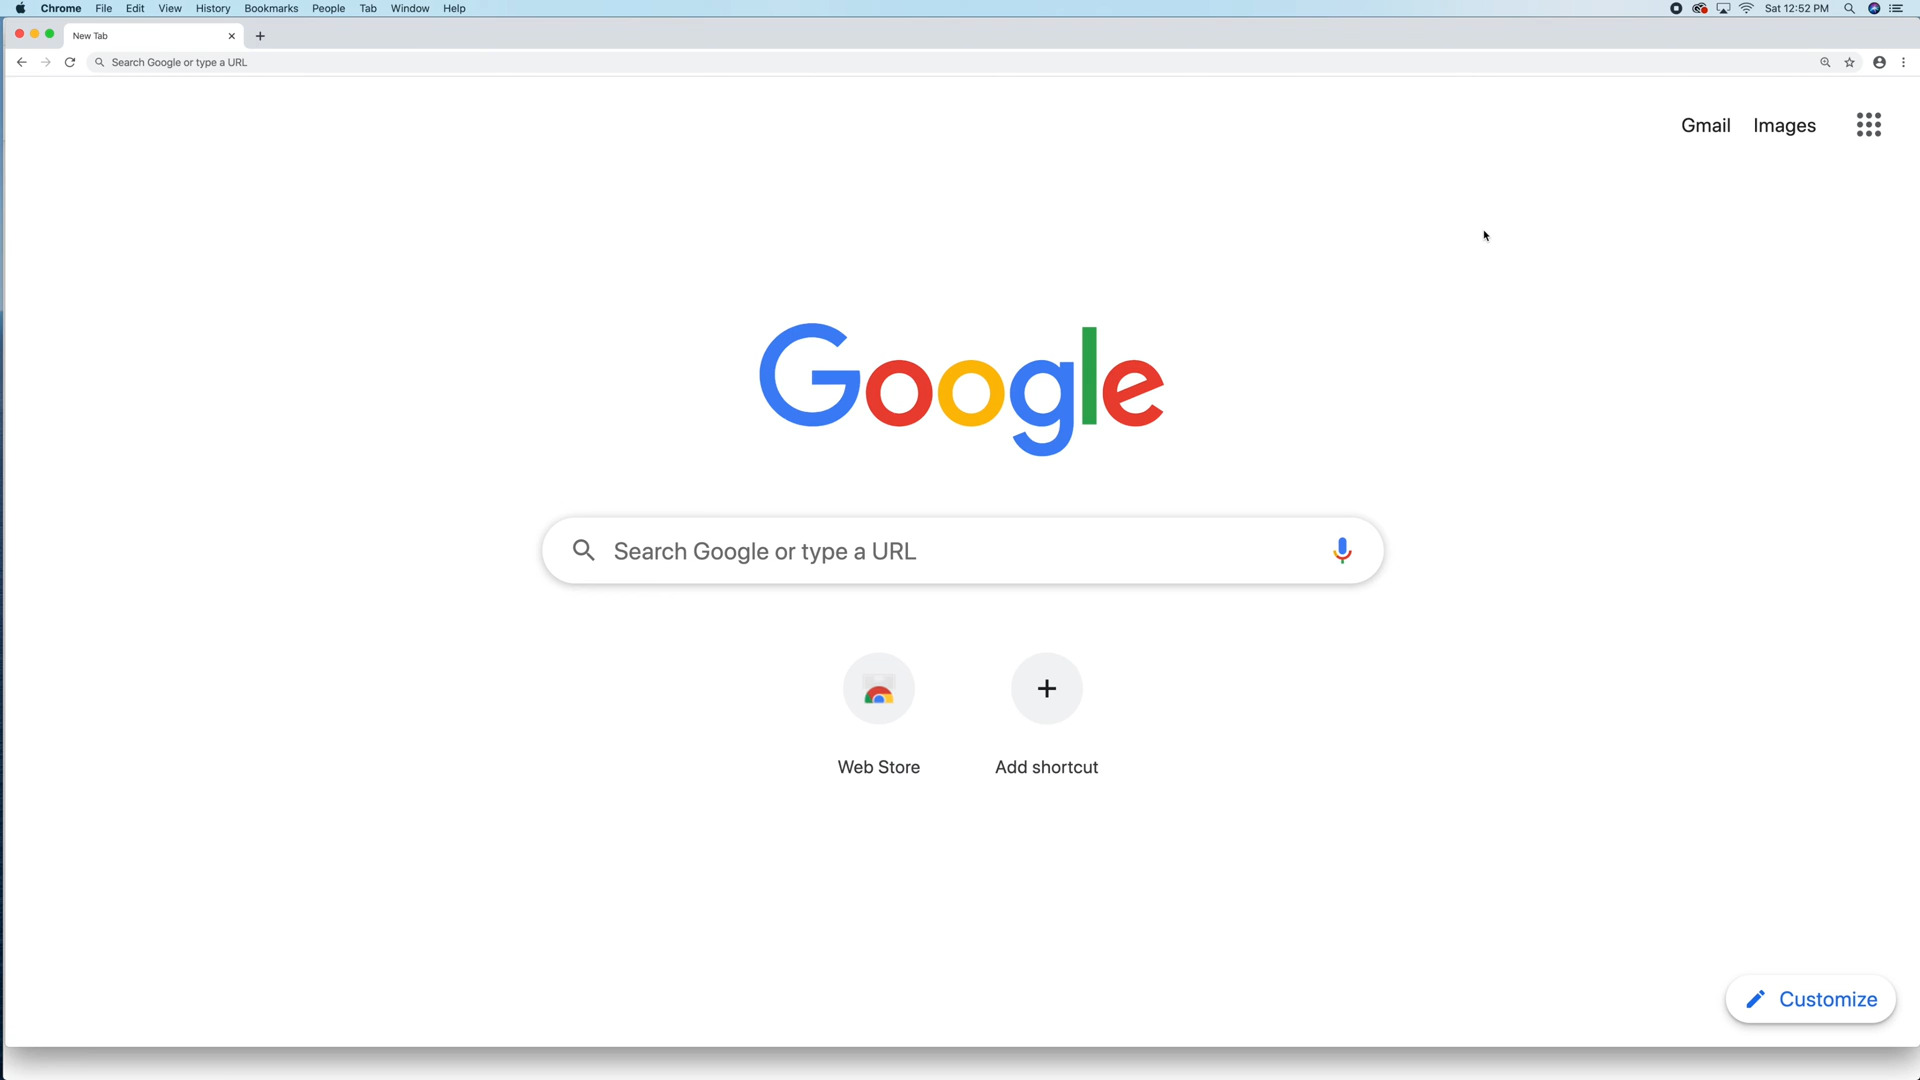 Chrome File Edit View History Bookmarks People Tab Window Help Sat 12:52 PM
New Tab
Search Google or type a URL
Gmail Images
Google
Search Google or type a URL
Web Store Add shortcut
Customize